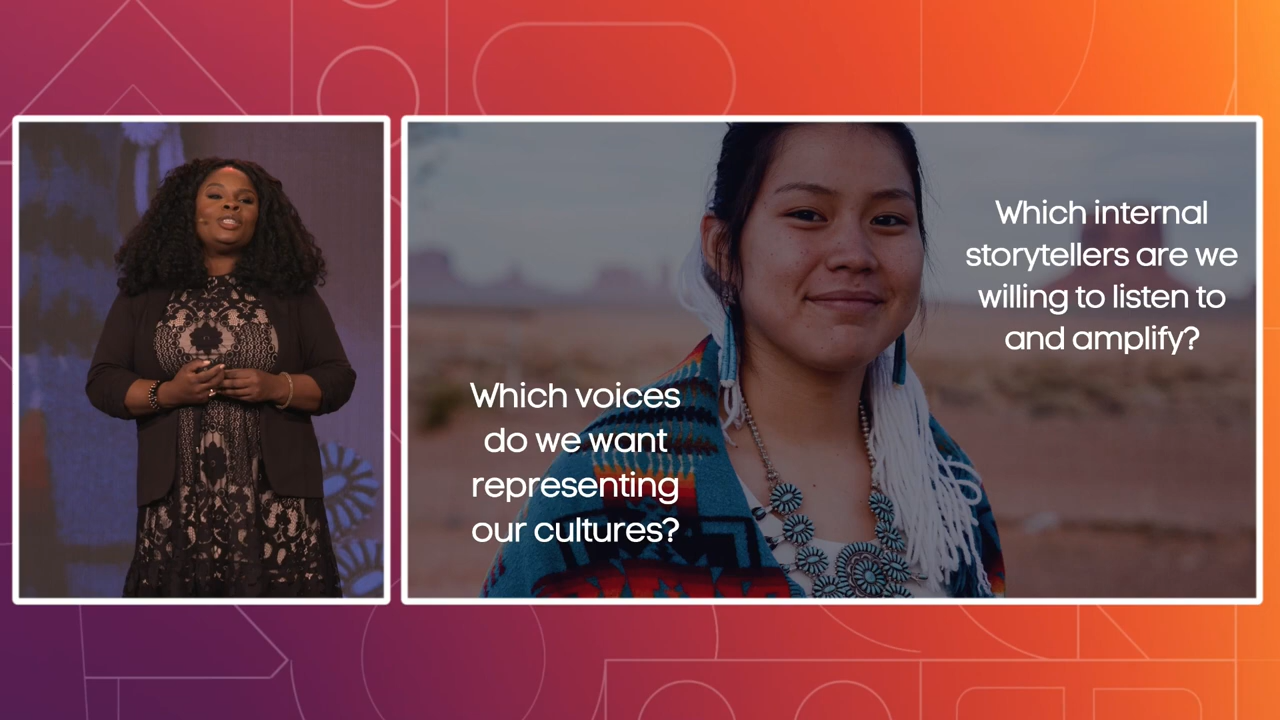 Which voices
do we want
representing
our cultures?
Which internal
storytellers are we
willing to listen to
and amplify?